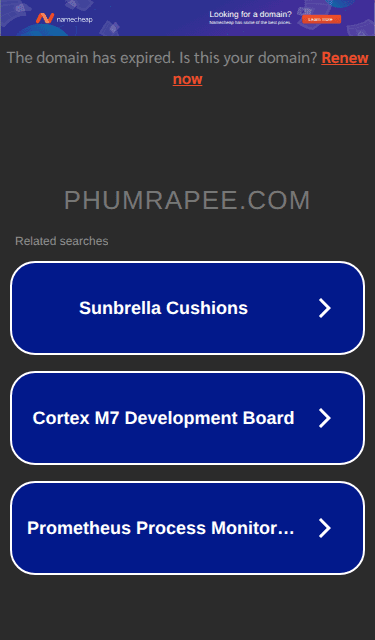 namecheap
Looking for a domain?
Namecheap has some of the best prices.
Learn more
The domain has expired. Is this your domain? Renew
now
PHUMRAPEE.COM
Related searches
Sunbrella Cushions
Cortex M7 Development Board
Prometheus Process Monitor...